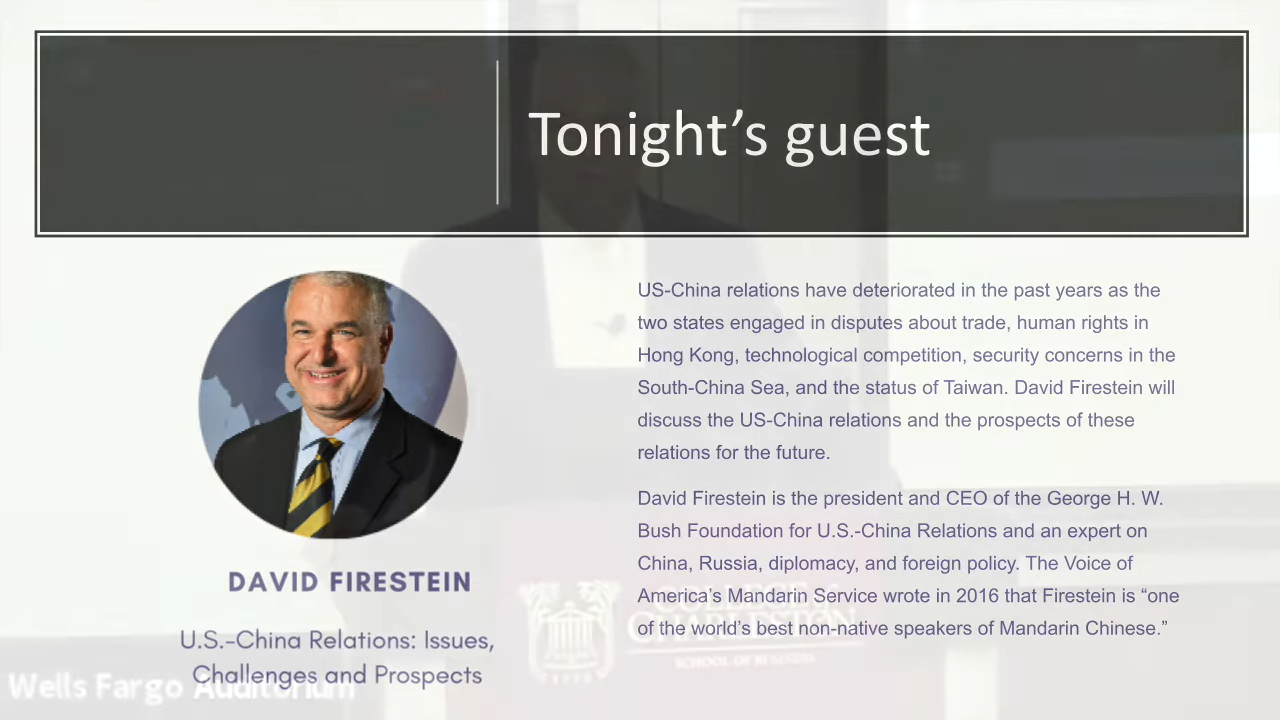 Tonight’s guest
US-China relations have deteriorated in the past years as the
two states engaged in disputes about trade, human rights in
Hong Kong, technological competition, security concerns in the
South-China Sea, and the status of Taiwan. David Firestein will
discuss the US-China relations and the prospects of these
relations for the future.
David Firestein is the president and CEO of the George H. W.
Bush Foundation for U.S.-China Relations and an expert on
China, Russia, diplomacy, and foreign policy. The Voice of
America’s Mandarin Service wrote in 2016 that Firestein is “one
of the world’s best non-native speakers of Mandarin Chinese.”
DAVID FIRESTEIN
U.S.-China Relations: Issues,
Challenges and Prospects
Wells Fargo Auditorium
COLLEGE of
CHARLESTON
SCHOOL OF BUSINESS